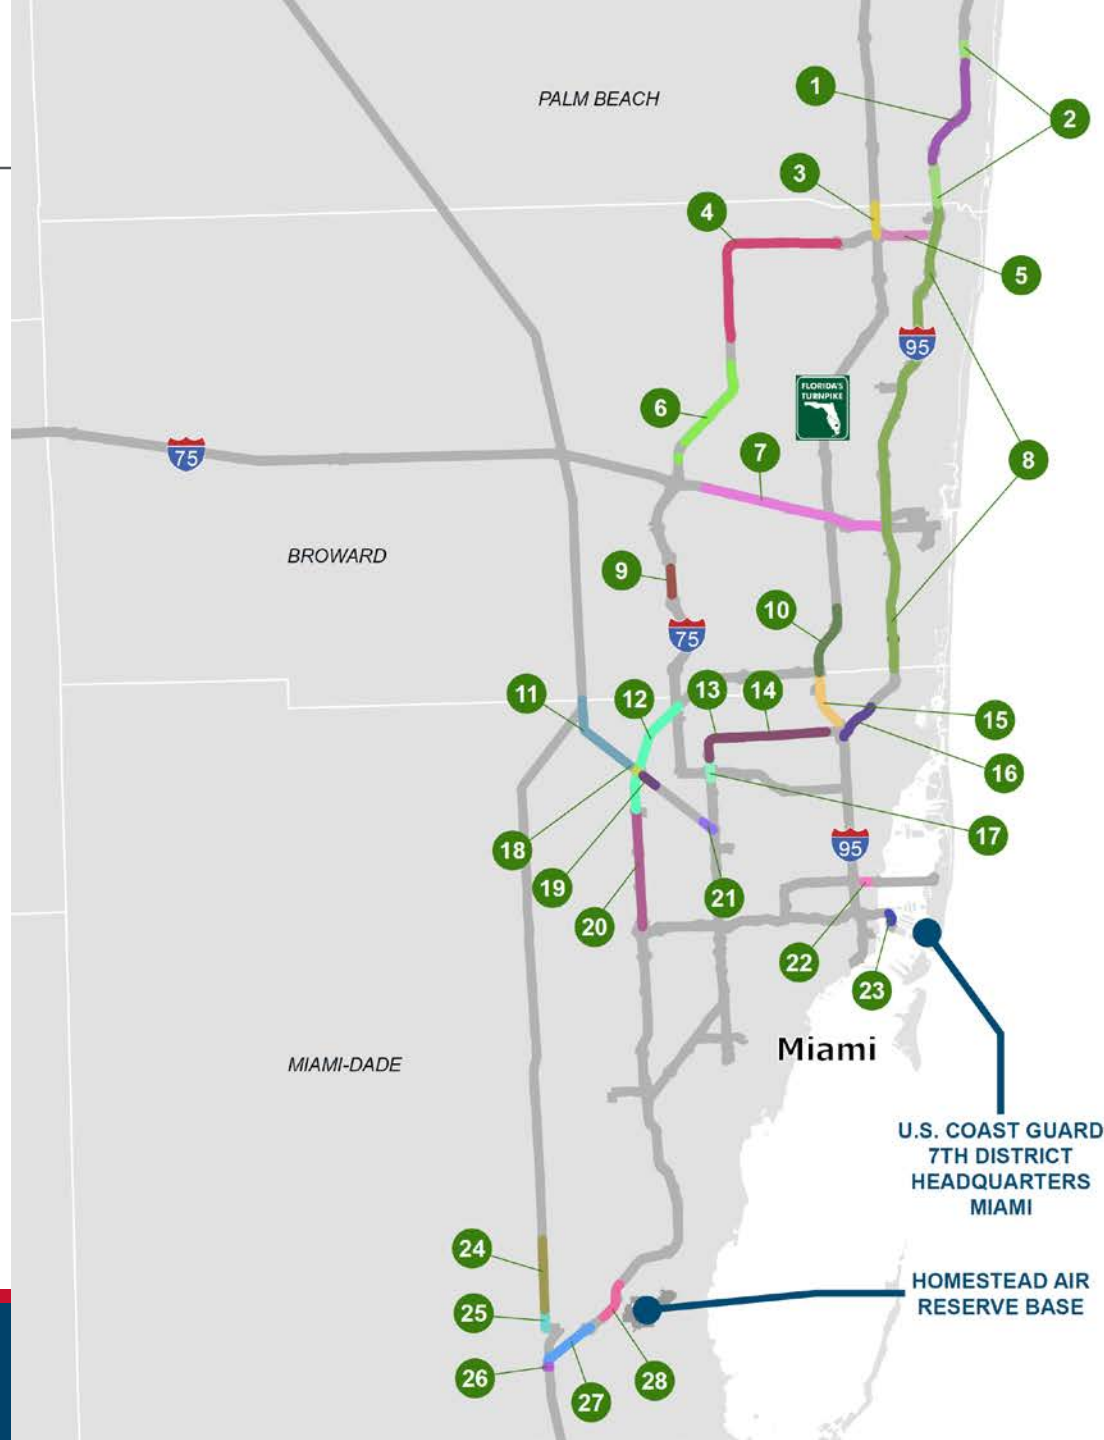 PALM BEACH
1
2
3
4
5
95
FLORIDA'S
TURNPIKE
6
75
7
8
BROWARD
9
10
75
11
12
13
14
15
16
17
18
19
95
20
21
22
23
Miami
MIAMI-DADE
U.S. COAST GUARD
7TH DISTRICT
HEADQUARTERS
MIAMI
24
HOMESTEAD AIR
RESERVE BASE
25
26
27
28